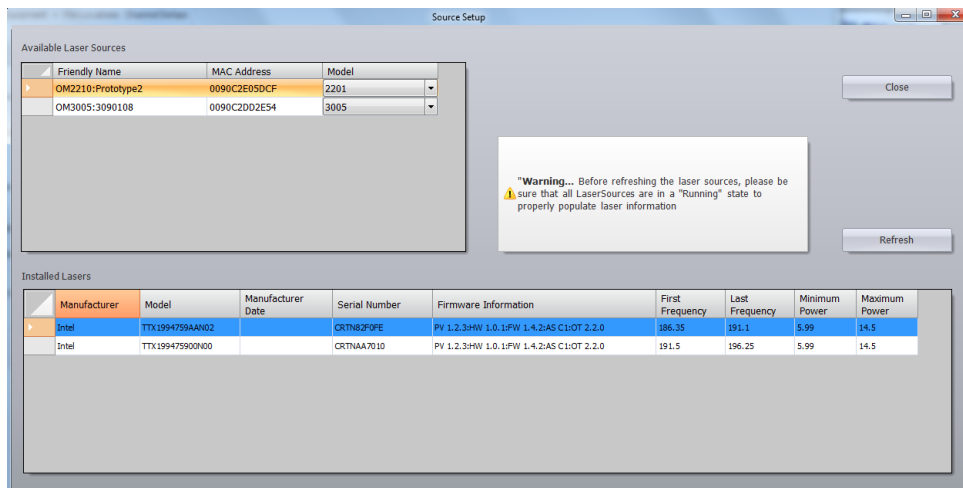 Source Setup
Available Laser Sources
Friendly Name MAC Address Model
OM2210:Prototype2 0090C2E05DCF 2201
OM3005:3090108 0090C2DD2E54 3005
Close
"Warning... Before refreshing the laser sources, please be
sure that all LaserSources are in a "Running" state to
properly populate laser information
Refresh
Installed Lasers
Manufacturer Model Manufacturer Date Serial Number Firmware Information First Frequency Last Frequency Minimum Power Maximum Power
Intel TTX1994759AAN02 CRTN82F0FE PV 1.2.3:HW 1.0.1:FW 1.4.2:AS C1:OT 2.2.0 186.35 191.1 5.99 14.5
Intel TTX199475900N00 CRTNAA7010 PV 1.2.3:HW 1.0.1:FW 1.4.2:AS C1:OT 2.2.0 191.5 196.25 5.99 14.5